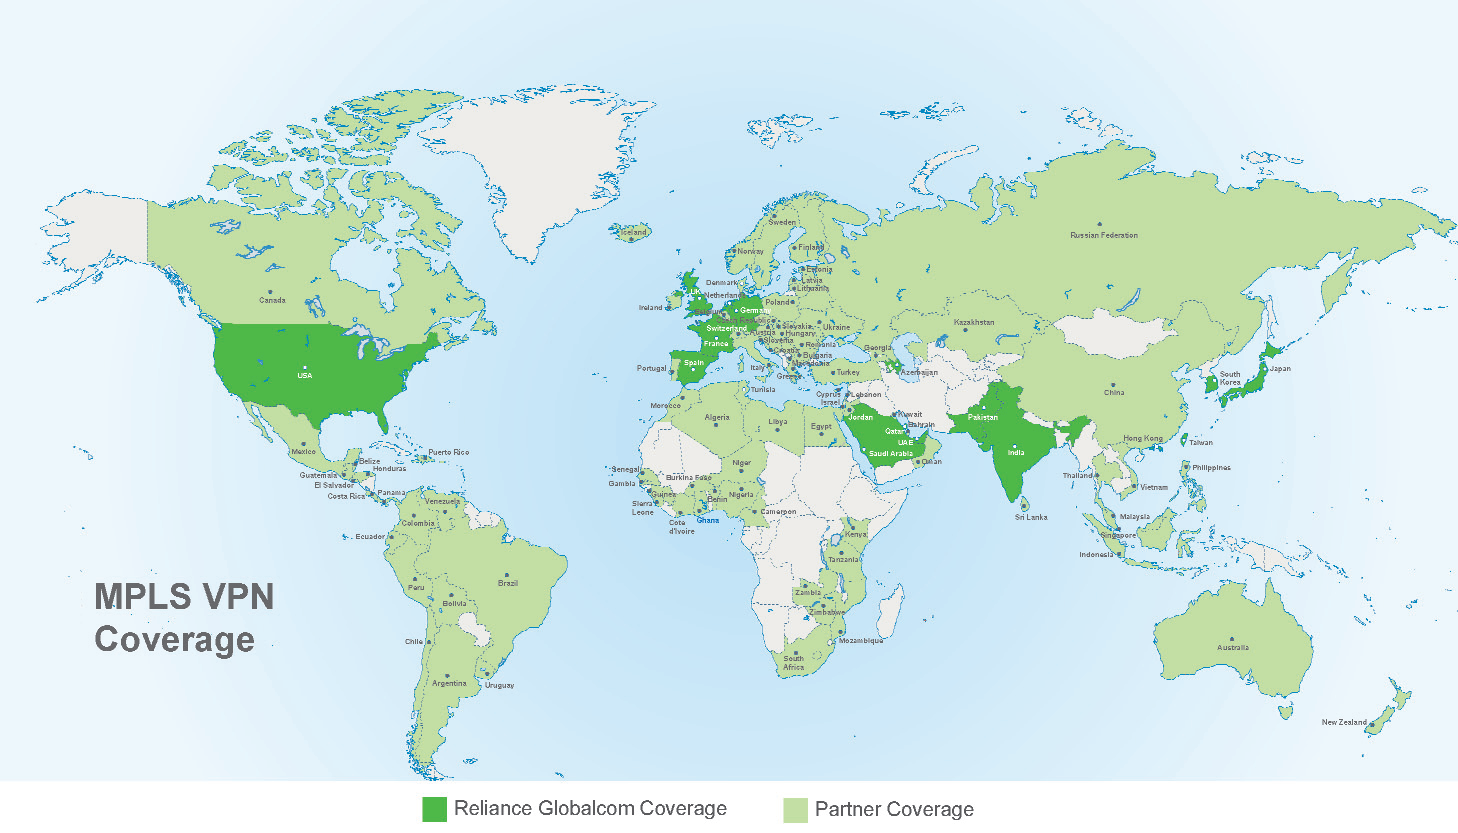 Sweden
Iceland
Russian Federation
Norway
Finland
Estonia
Latvia
Lithuania
Denmark
UK
Netherlands
Canada
Poland
Ireland
Belgium
Germany
Czech Republic
Kazakhstan
Switzerland
Slovakia
Ukraine
Austria
Hungary
Slovenia
France
Romania
Croatia
Georgia
Bulgaria
Spain
Macedonia
Portugal
Italy
Greece
Turkey
Azerbaijan
USA
South
Korea
Japan
Tunisia
China
Cyprus
Lebanon
Israel
Morocco
Algeria
Libya
Egypt
Jordan
Kuwait
Pakistan
Bahrain
Qatar
UAE
Hong Kong
Taiwan
Mexico
Puerto Rico
Saudi Arabia
India
Belize
Honduras
Oman
Niger
Senegal
Philippines
Guatemala
El Salvador
Burkina Faso
Thailand
Gambia
Vietnam
Costa Rica
Panama
Guinea
Nigeria
Benin
Venezuela
Sierra
Leone
Cameroon
Sri Lanka
Malaysia
Colombia
Cote
d'Ivoire
Ghana
Ecuador
Kenya
Singapore
Indonesia
Tanzania
Brazil
Peru
MPLS VPN
Coverage
Zambia
Bolivia
Zimbabwe
Chile
Mozambique
Australia
South
Africa
Argentina
Uruguay
New Zealand
Reliance Globalcom Coverage
Partner Coverage